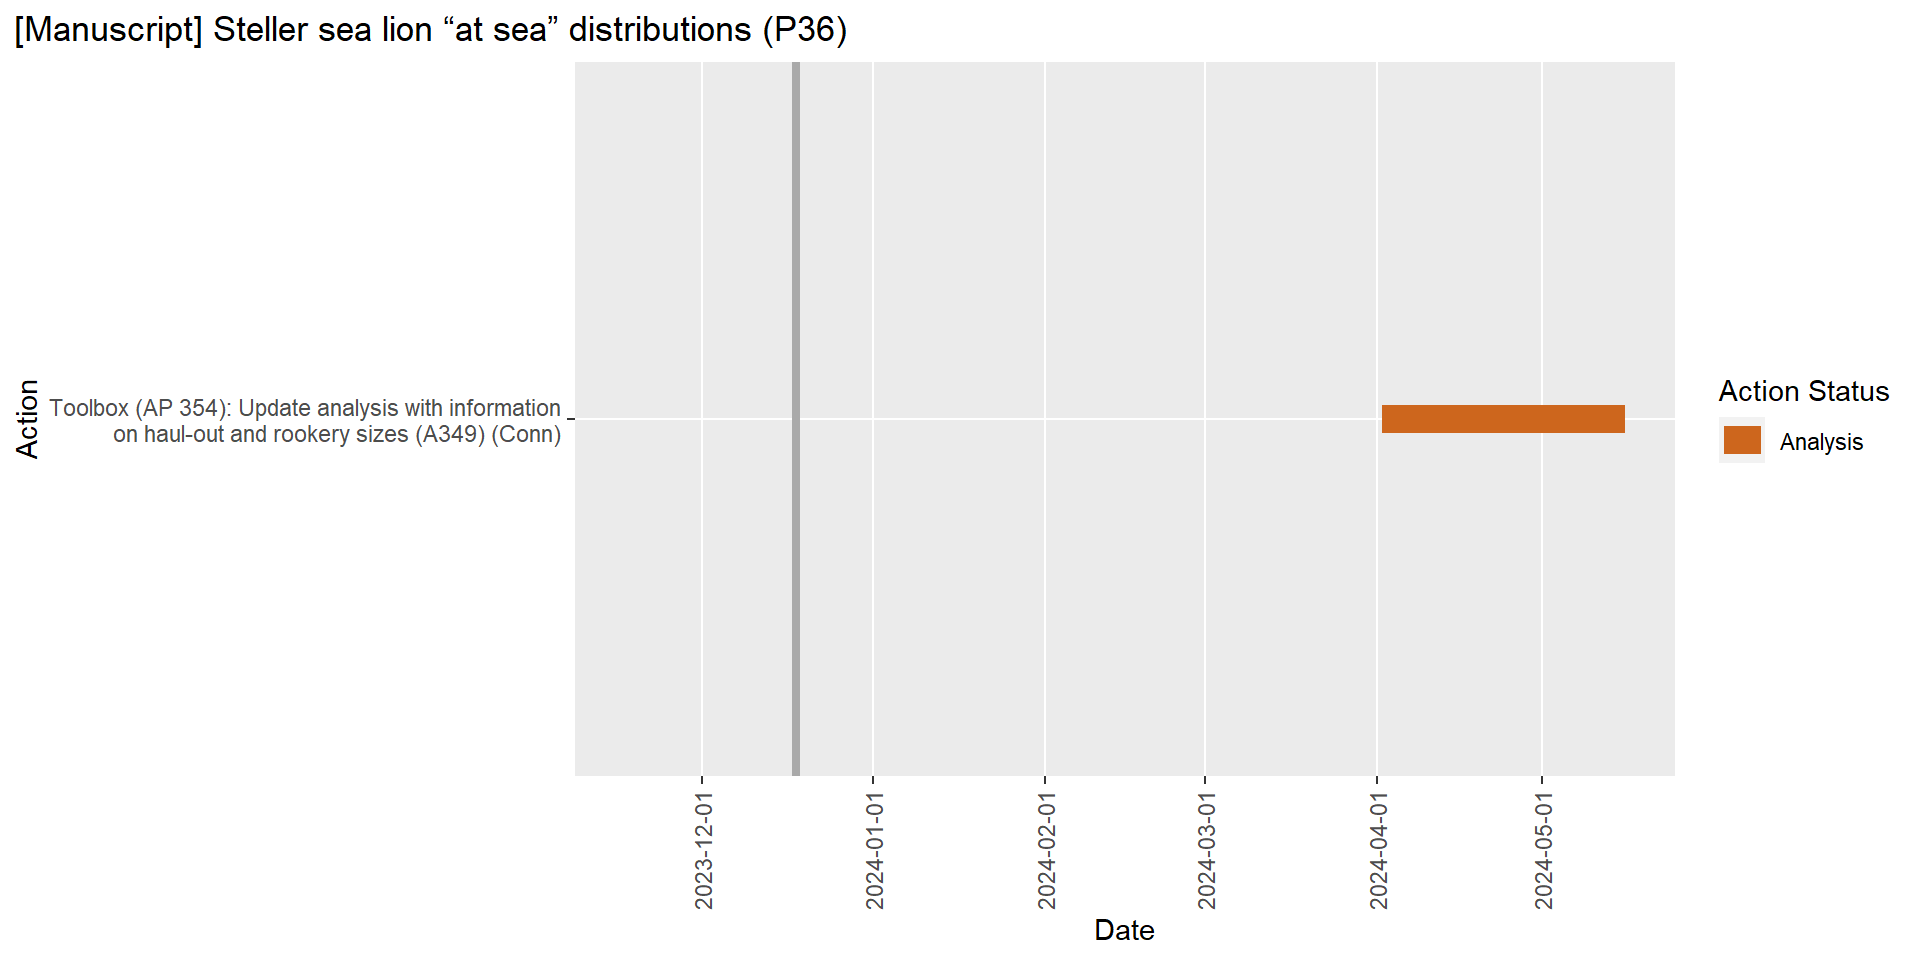 [Manuscript] Steller sea lion “at sea” distributions (P36)
Action
Toolbox (AP 354): Update analysis with information
on haul-out and rookery sizes (A349) (Conn)
Action Status
Analysis
2023-12-01
2024-01-01
2024-02-01
2024-03-01
2024-04-01
2024-05-01
Date